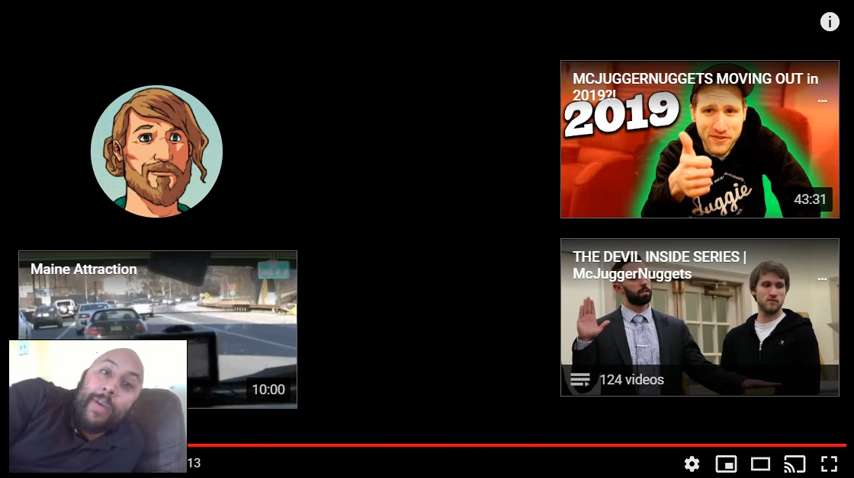 MCJUGGERNUGGETS MOVING OUT in
2019?!
...
2019
Juggie
43:31
Maine Attraction
10:00
THE DEVIL INSIDE SERIES |
McJuggerNuggets
...
124 videos
13